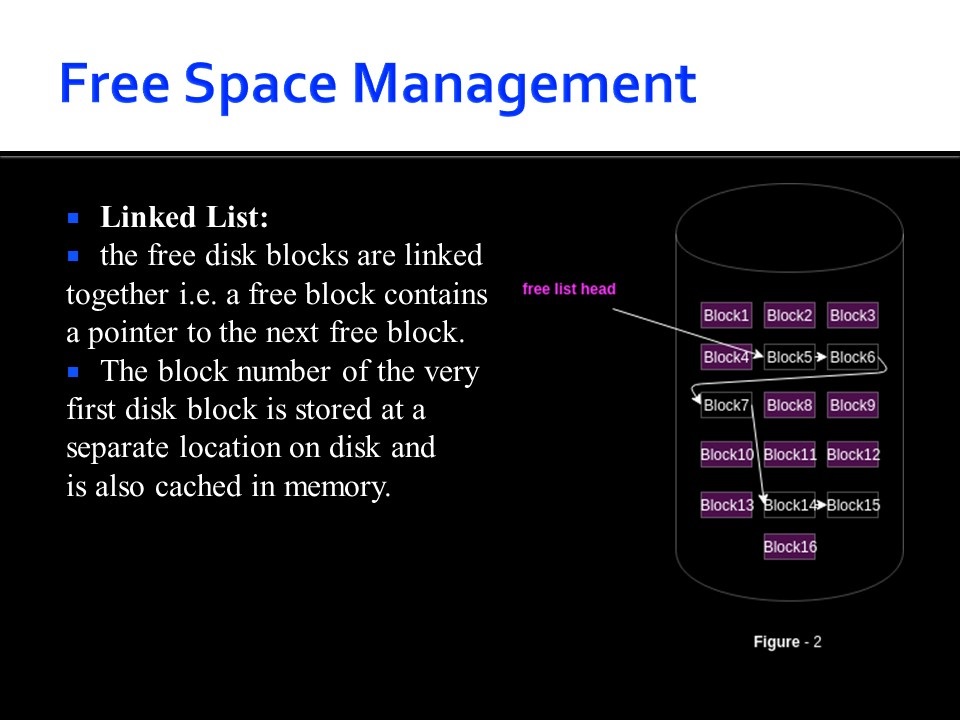 Free Space Management
Linked List:
the free disk blocks are linked
together i.e. a free block contains
a pointer to the next free block.
The block number of the very
first disk block is stored at a
separate location on disk and
is also cached in memory.
free list head
Block1 Block2 Block3
Block4 Block5 Block6
Block7 Block8 Block9
Block10 Block11 Block12
Block13 Block14 Block15
Block16
Figure - 2